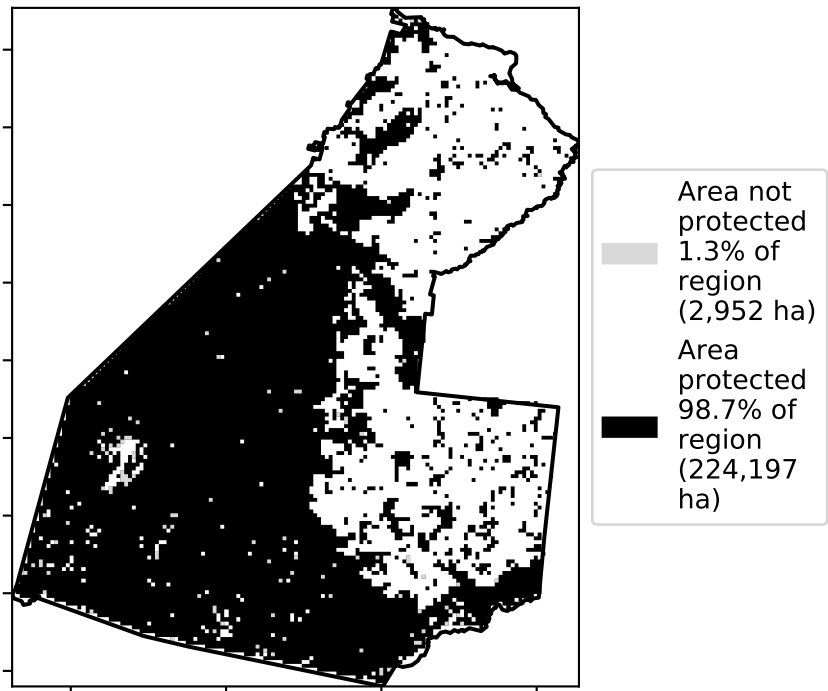 Area not
protected
1.3% of
region
(2,952 ha)
Area
protected
98.7% of
region
(224,197
ha)